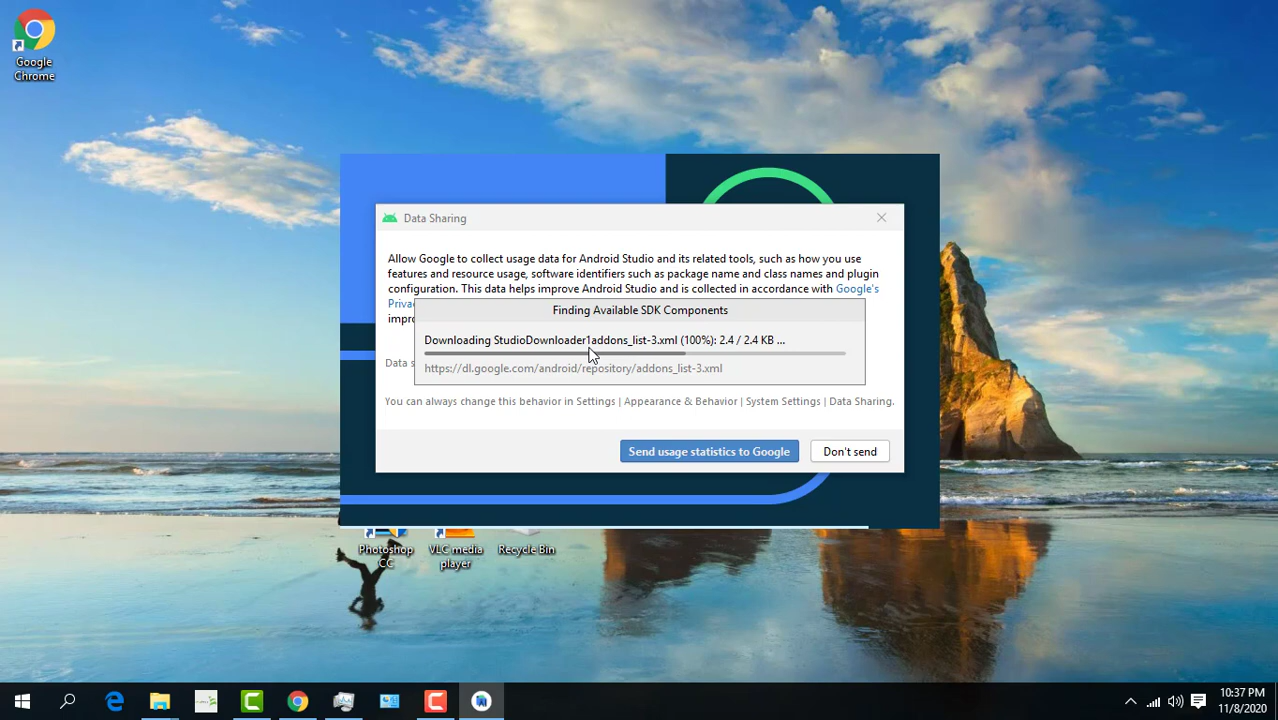 Google
Chrome
Data Sharing
Allow Google to collect usage data for Android Studio and its related tools, such as how you use
features and resource usage, software identifiers such as package name and class names and plugin
configuration. This data helps improve Android Studio and is collected in accordance with Google's
Priva
impro
Finding Available SDK Components
Downloading StudioDownloader1addons_list-3.xml (100%): 2.4 / 2.4 KB ...
https://dl.google.com/android/repository/addons_list-3.xml
Data s
You can always change this behavior in Settings | Appearance & Behavior | System Settings | Data Sharing.
Send usage statistics to Google
Don't send
Photoshop
CC
VLC media
player
Recycle Bin
10:37 PM
11/8/2020